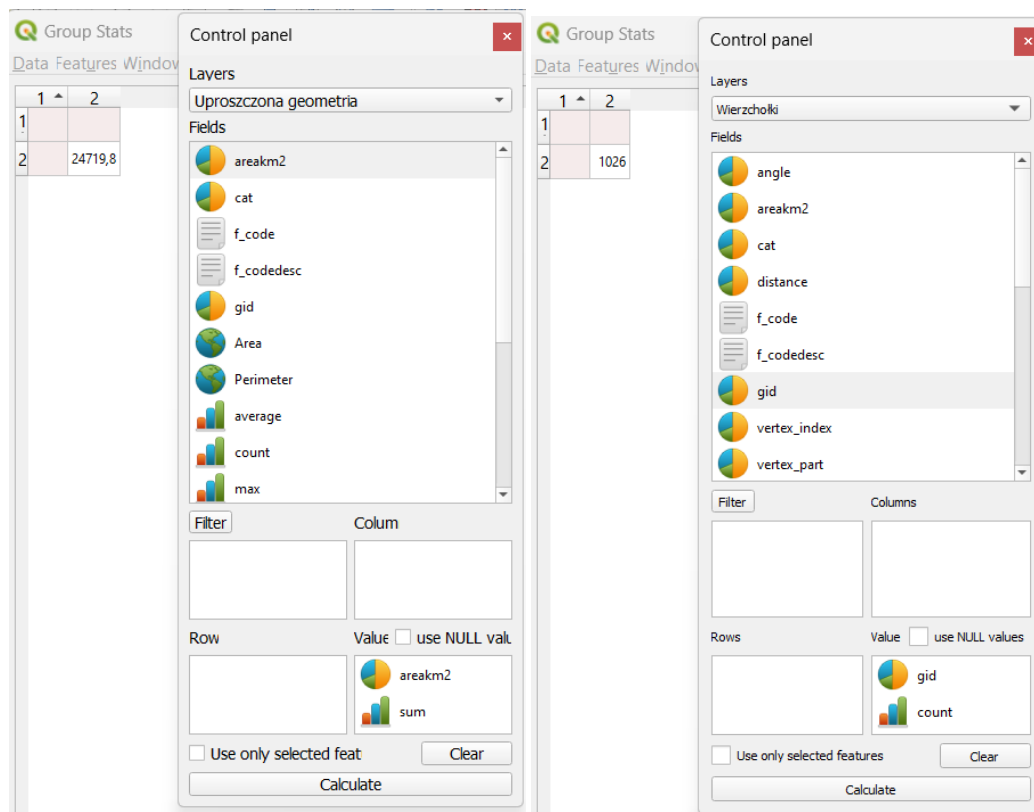 Group Stats
Data Features Window
1 2
1
2 24719,8
Control panel
Layers
Uproszczona geometria
Fields
areakm2
cat
f_code
f_codedesc
gid
Area
Perimeter
average
count
max
Filter Colum
Row Value use NULL valu
areakm2
sum
Use only selected feat Clear
Calculate
Group Stats
Data Features Window
1 2
1
2 1026
Control panel
Layers
Wierzchołki
Fields
angle
areakm2
cat
distance
f_code
f_codedesc
gid
vertex_index
vertex_part
Filter Columns
Rows Value use NULL values
gid
count
Use only selected features Clear
Calculate